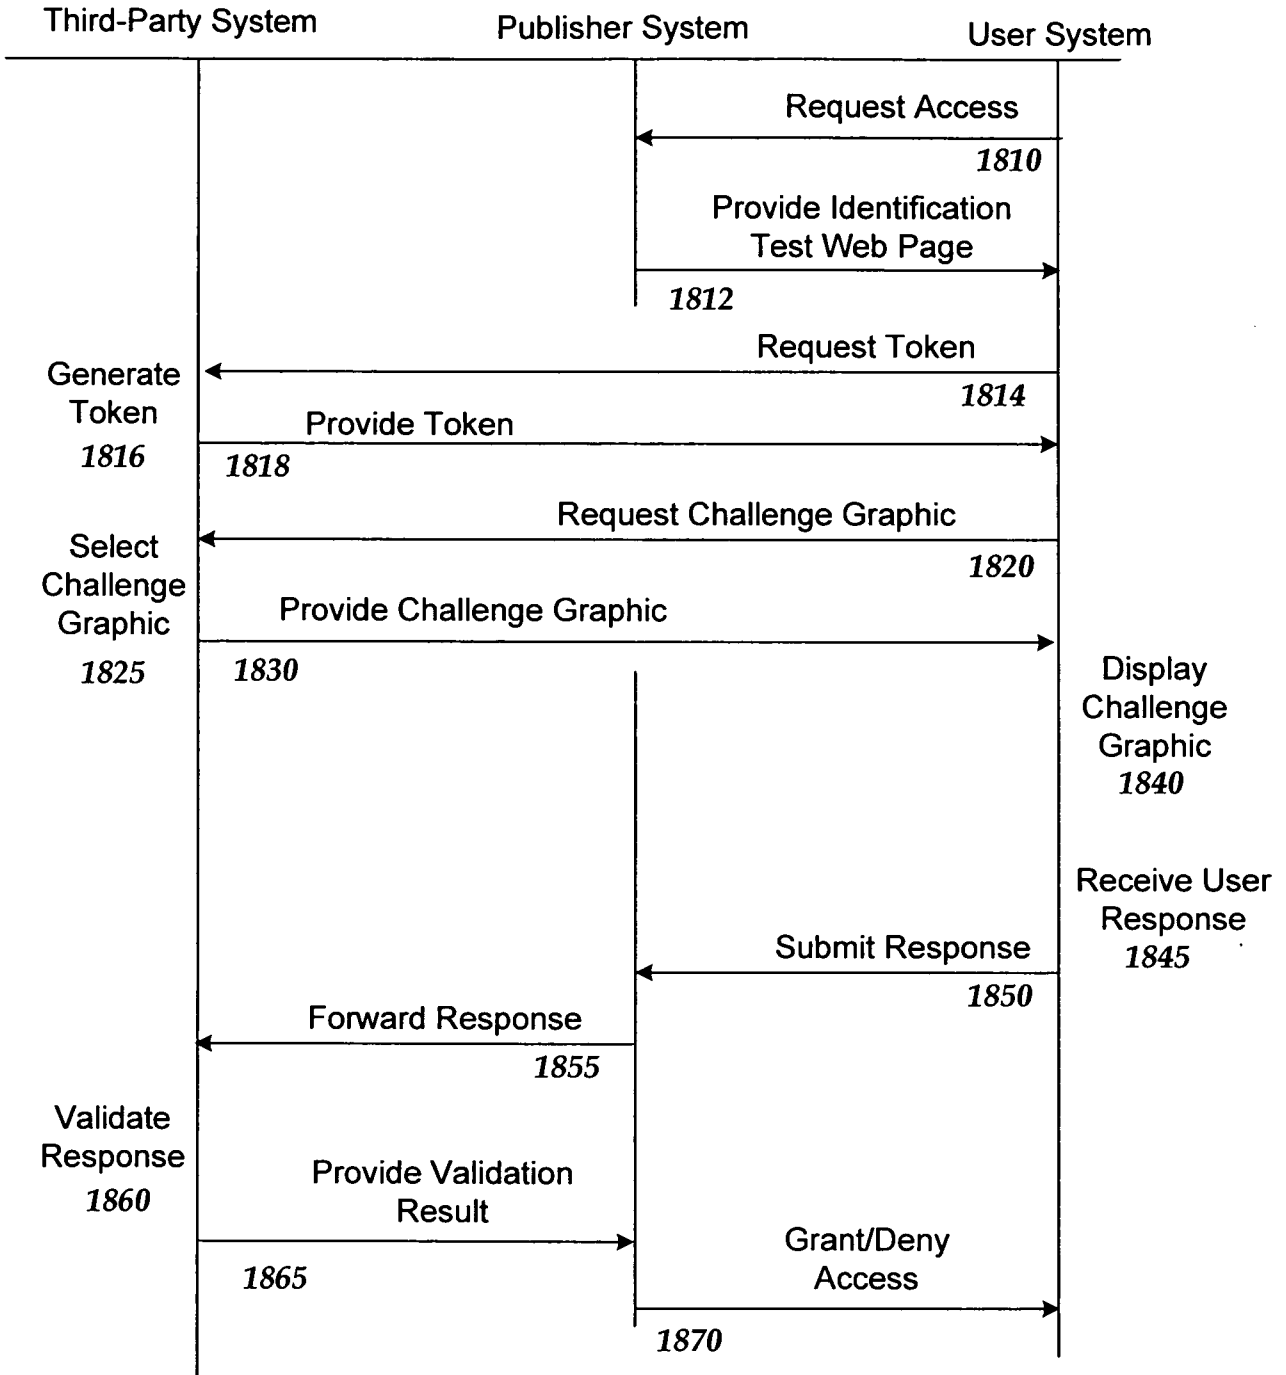 Third-Party System
Publisher System
User System
Request Access
1810
Provide Identification
Test Web Page
1812
Request Token
1814
Generate
Token
1816
Provide Token
1818
Request Challenge Graphic
1820
Select
Challenge
Graphic
1825
Provide Challenge Graphic
1830
Display
Challenge
Graphic
1840
Receive User
Response
1845
Submit Response
1850
Forward Response
1855
Validate
Response
1860
Provide Validation
Result
1865
Grant/Deny
Access
1870